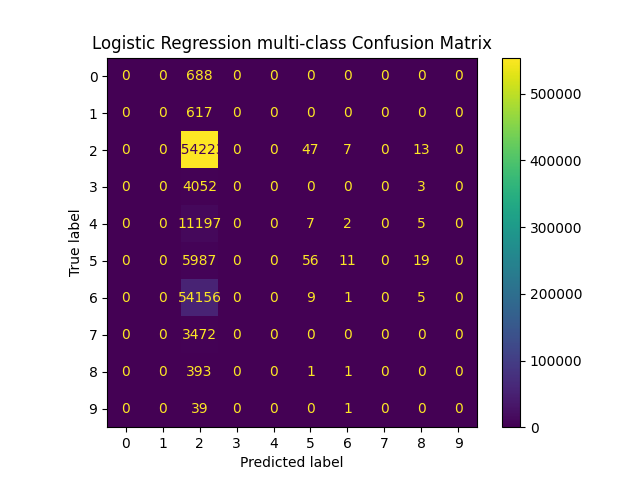 Logistic Regression multi-class Confusion Matrix
0 0 0 688 0 0 0 0 0 0 0
1 0 0 617 0 0 0 0 0 0 0
2 0 0 0 0 47 7 0 13 0
3 0 0 4052 0 0 0 0 0 3 0
4 0 0 11197 0 0 7 2 0 5 0
5 0 0 5987 0 0 56 11 0 19 0
6 0 0 54156 0 0 9 1 0 5 0
7 0 0 3472 0 0 0 0 0 0 0
8 0 0 393 0 0 1 1 0 0 0
9 0 0 39 0 0 0 1 0 0 0
0 1 2 3 4 5 6 7 8 9
Predicted label
True label
500000
400000
300000
200000
100000
0